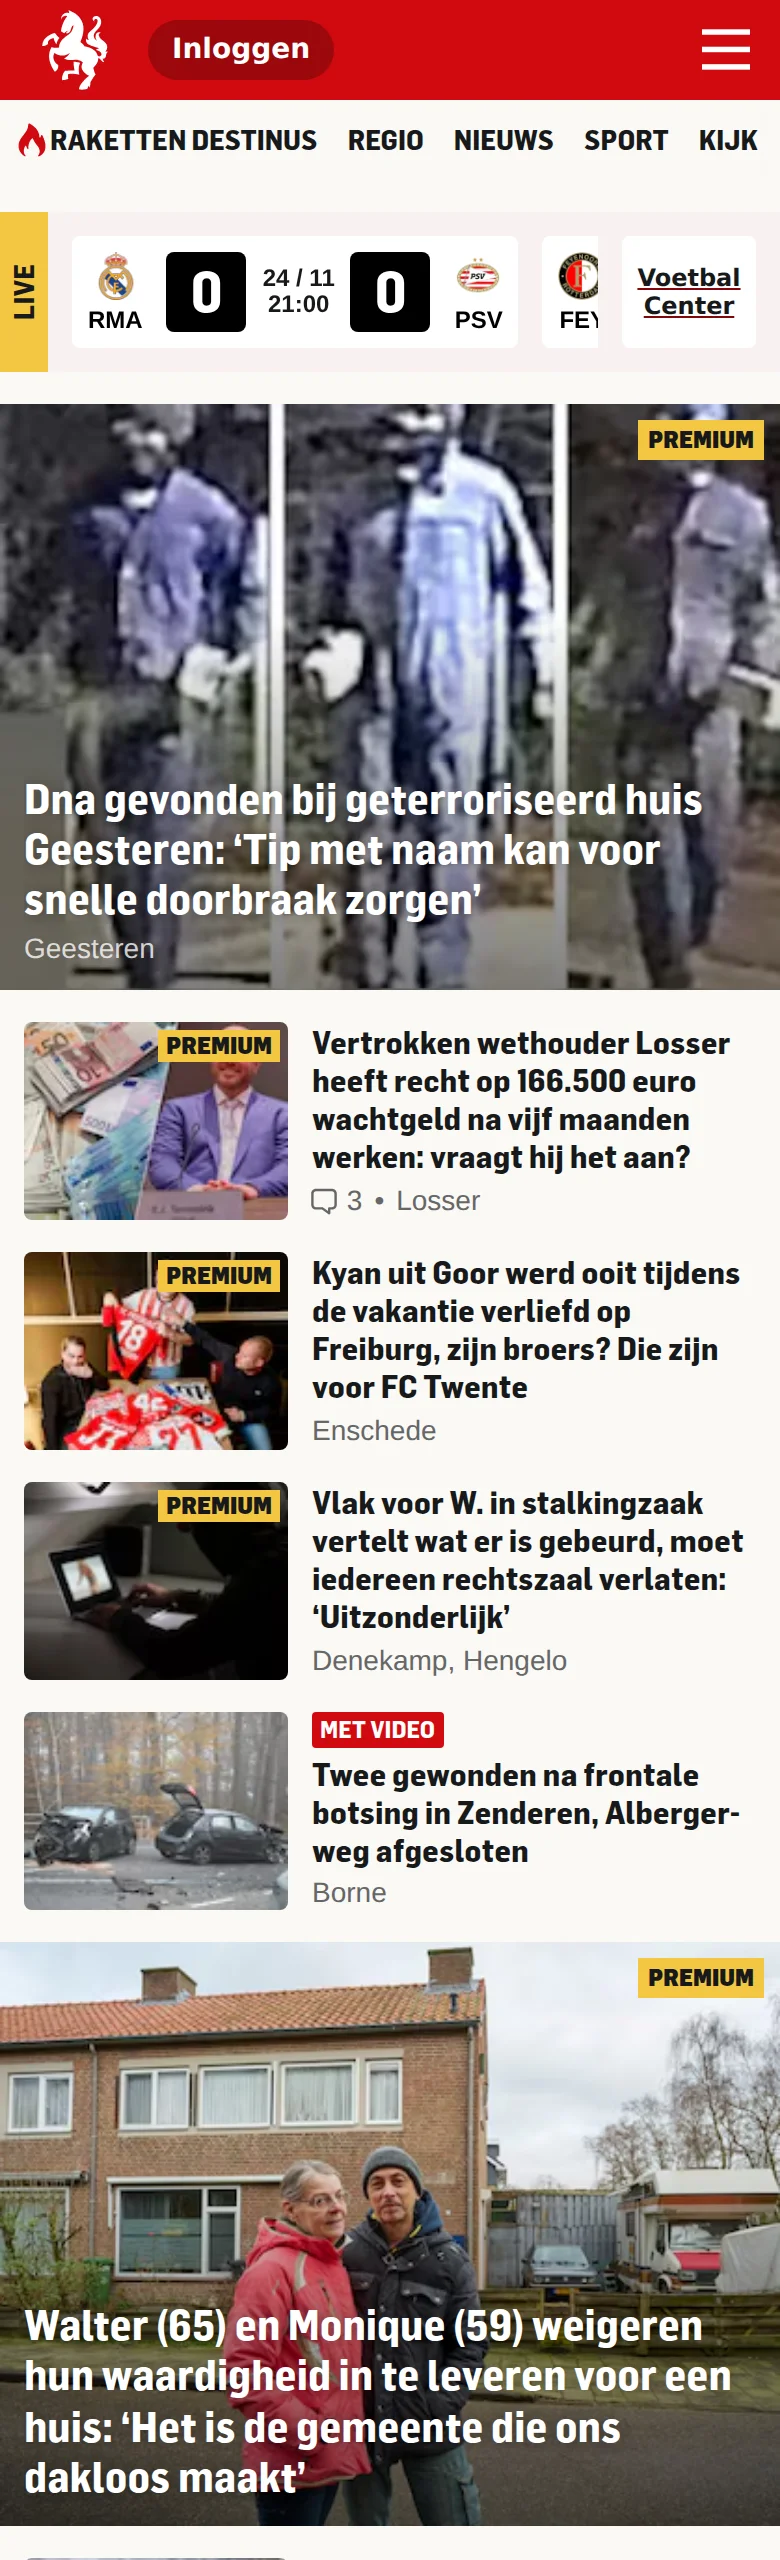 Inloggen
RAKETTEN DESTINUS REGIO NIEUWS SPORT KIJK
LIVE
RMA 0 24 / 11 21:00 0 PSV
FEY
Voetbal
Center
PREMIUM
Dna gevonden bij geterroriseerd huis
Geesteren: ‘Tip met naam kan voor
snelle doorbraak zorgen’
Geesteren
PREMIUM
Vertrokken wethouder Losser
heeft recht op 166.500 euro
wachtgeld na vijf maanden
werken: vraagt hij het aan?
3 • Losser
PREMIUM
18
Kyan uit Goor werd ooit tijdens
de vakantie verliefd op
Freiburg, zijn broers? Die zijn
voor FC Twente
Enschede
PREMIUM
Vlak voor W. in stalkingzaak
vertelt wat er is gebeurd, moet
iedereen rechtszaal verlaten:
‘Uitzonderlijk’
Denekamp, Hengelo
MET VIDEO
Twee gewonden na frontale
botsing in Zenderen, Alberger-
weg afgesloten
Borne
PREMIUM
Walter (65) en Monique (59) weigeren
hun waardigheid in te leveren voor een
huis: ‘Het is de gemeente die ons
dakloos maakt’